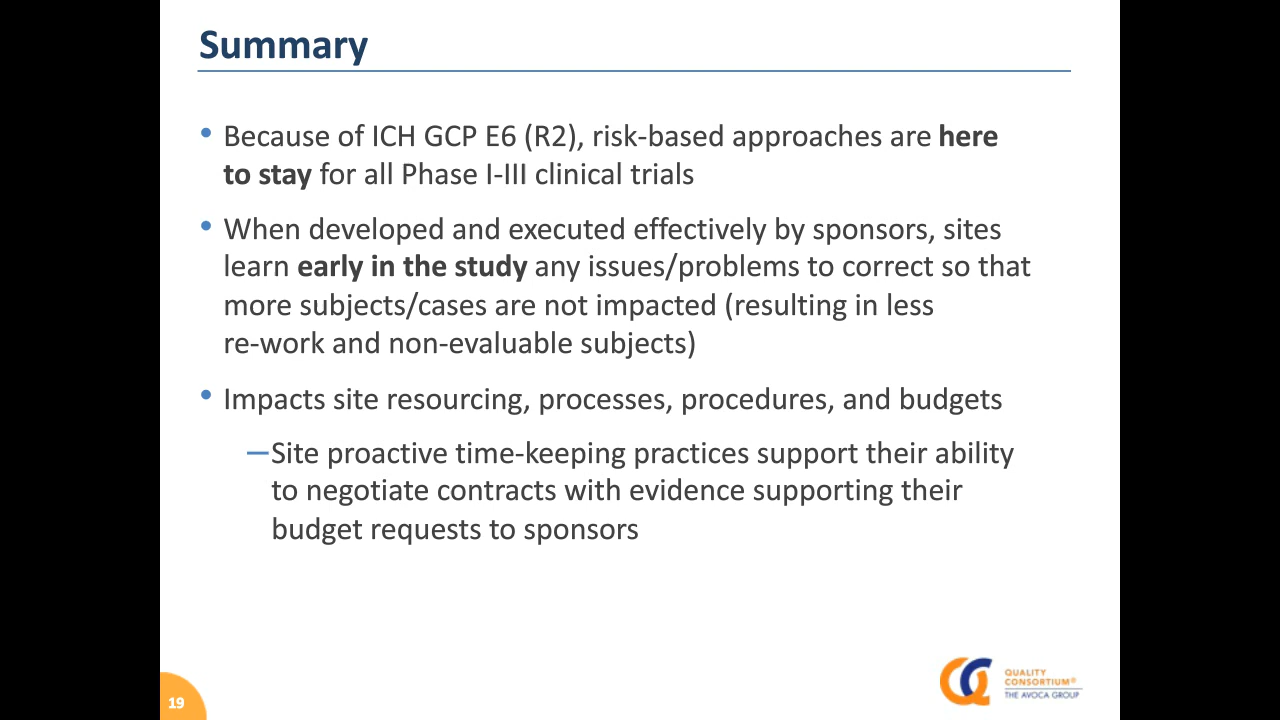 Summary
• Because of ICH GCP E6 (R2), risk-based approaches are here
to stay for all Phase I-III clinical trials
• When developed and executed effectively by sponsors, sites
learn early in the study any issues/problems to correct so that
more subjects/cases are not impacted (resulting in less
re-work and non-evaluable subjects)
• Impacts site resourcing, processes, procedures, and budgets
—Site proactive time-keeping practices support their ability
to negotiate contracts with evidence supporting their
budget requests to sponsors
19
QUALITY
CONSORTIUM®
THE AVOCA GROUP